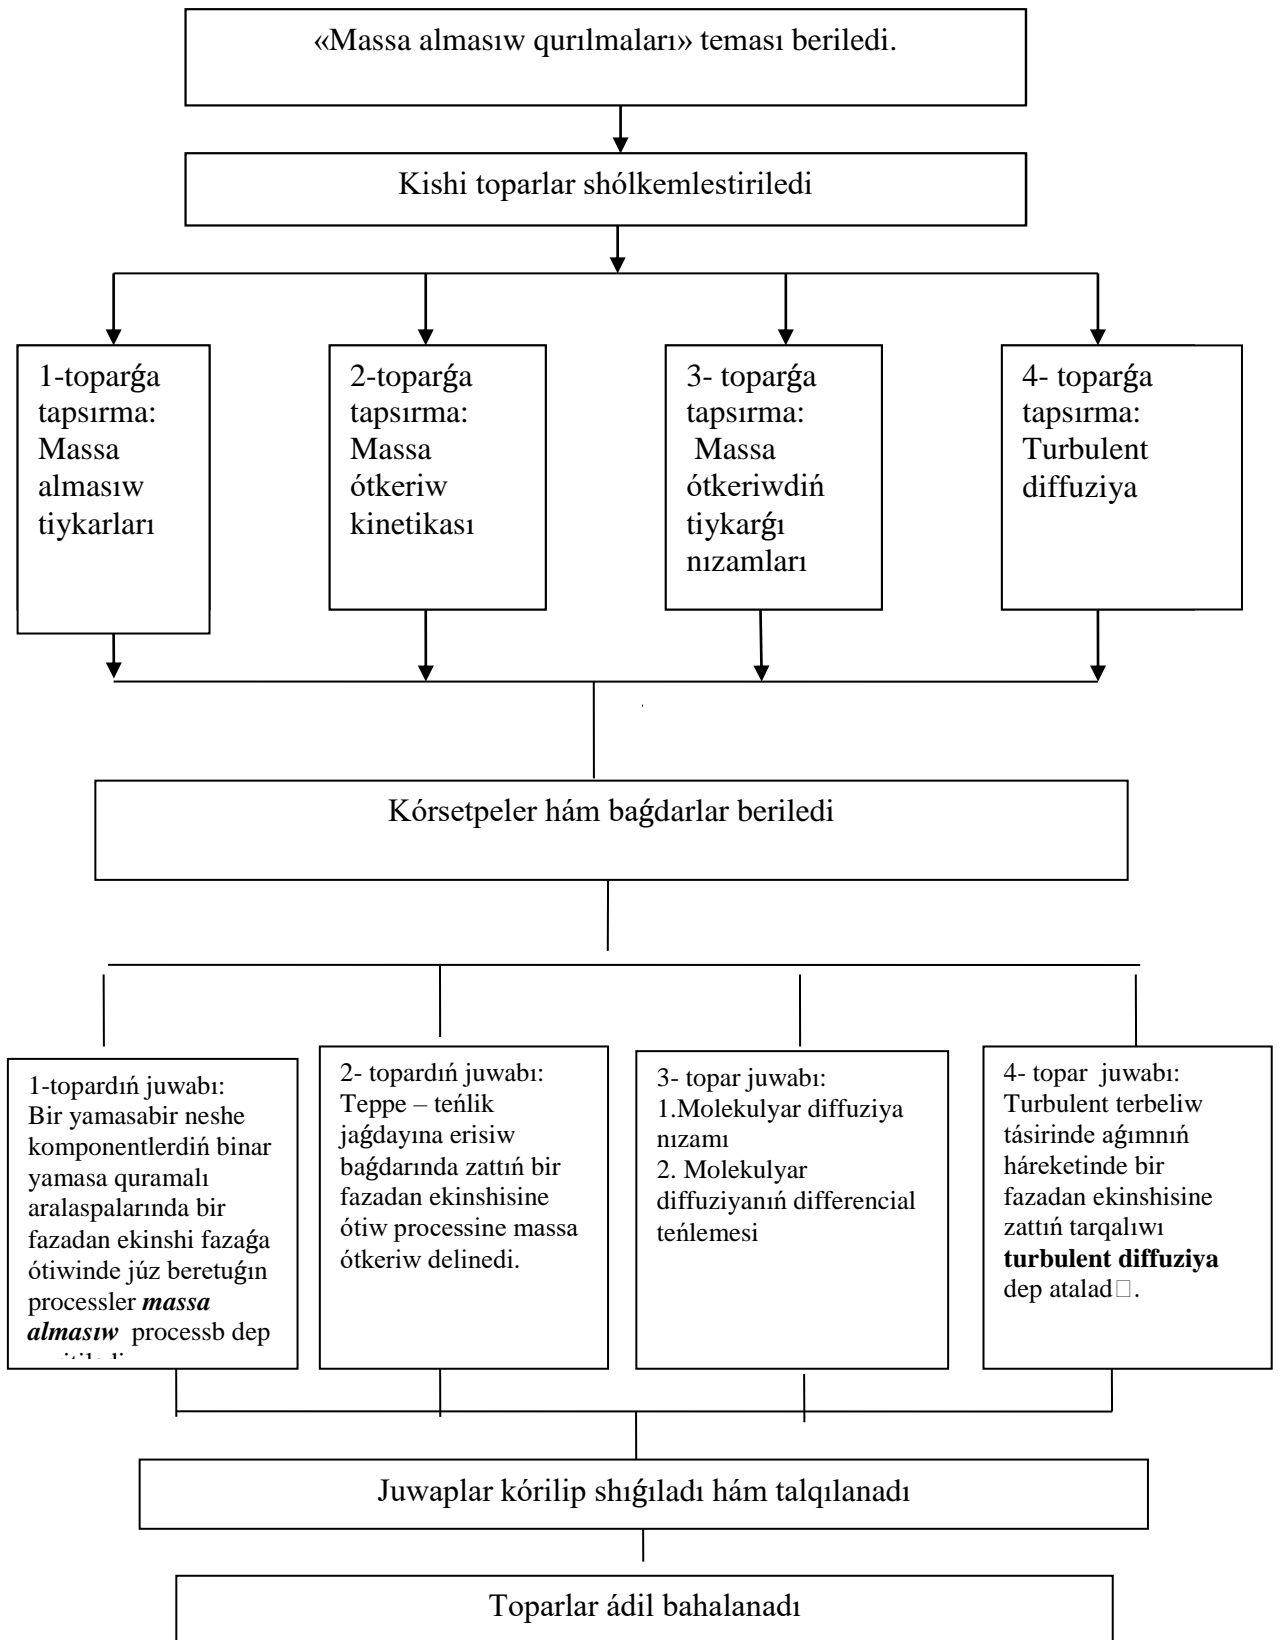 «Massa almasıw qurılmaları» teması beriledi.
Kishi toparlar shólkemlestiriledi
1-toparǵa
tapsırma:
Massa
almasıw
tiykarları
2-toparǵa
tapsırma:
Massa
ótkeriw
kinetikası
3- toparǵa
tapsırma:
Massa
ótkeriwdiń
tiykarǵı
nızamları
4- toparǵa
tapsırma:
Turbulent
diffuziya
Kórsetpeler hám baǵdarlar beriledi
1-topardıń juwabı:
Bir yamasabir neshe
komponentlerdiń binar
yamasa quramalı
aralaspalarında bir
fazadan ekinshi fazaǵa
ótiwinde júz beretuǵın
processler massa
almasıw processb dep
2- topardıń juwabı:
Teppe – teńlik
jaǵdayına erisiw
baǵdarında zattıń bir
fazadan ekinshisine
ótiw processine massa
ótkeriw delinedi.
3- topar juwabı:
1.Molekulyar diffuziya
nızamı
2. Molekulyar
diffuziyanıń differencial
teńlemesi
4- topar juwabı:
Turbulent terbeliw
tásirinde aǵımnıń
háreketinde bir
fazadan ekinshisine
zattıń tarqalıwı
turbulent diffuziya
dep atalad□.
Juwaplar kórilip shıǵıladı hám talqılanadı
Toparlar ádil bahalanadı